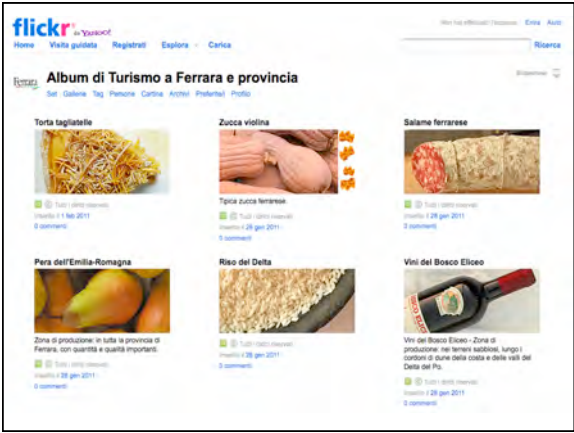 flickr da YAHOO!
Non hai effettuato l'accesso Entra Aiuto
Home Visita guidata Registrati Esplora Carica
Ricerca
Ferrara
Album di Turismo a Ferrara e provincia
Set Gallerie Tag Persone Cartina Archivi Preferite/i Profilo
Torta tagliatelle
Tutti i diritti riservati
inserito il 1 feb 2011
0 commenti
Zucca violina
Tipica zucca ferrarese.
Tutti i diritti riservati
inserito il 28 gen 2011
0 commenti
Salame ferrarese
Tutti i diritti riservati
inserito il 28 gen 2011
0 commenti
Pera dell'Emilia-Romagna
Zona di produzione: in tutta la provincia di
Ferrara, con quantità e qualità importanti.
Tutti i diritti riservati
inserito il 28 gen 2011
0 commenti
Riso del Delta
Tutti i diritti riservati
inserito il 28 gen 2011
0 commenti
Vini del Bosco Eliceo
Vini del Bosco Eliceo - Zona di
produzione: nei terreni sabbiosi, lungo i
cordoni di dune della costa e delle valli del
Delta del Po.
Tutti i diritti riservati
inserito il 28 gen 2011
0 commenti